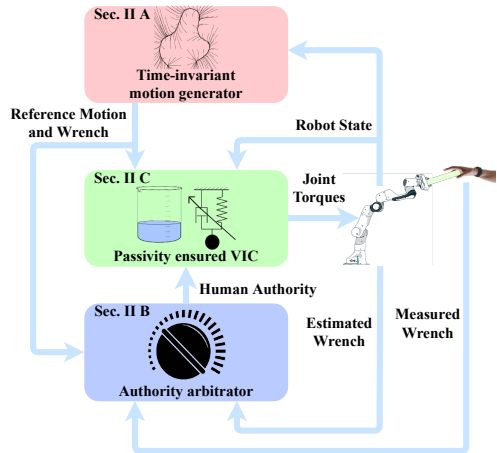 Sec. II A
Time-invariant
motion generator
Reference Motion
and Wrench
Robot State
Sec. II C
Joint
Torques
Passivity ensured VIC
Human Authority
Sec. II B
Estimated
Wrench
Measured
Wrench
Authority arbitrator